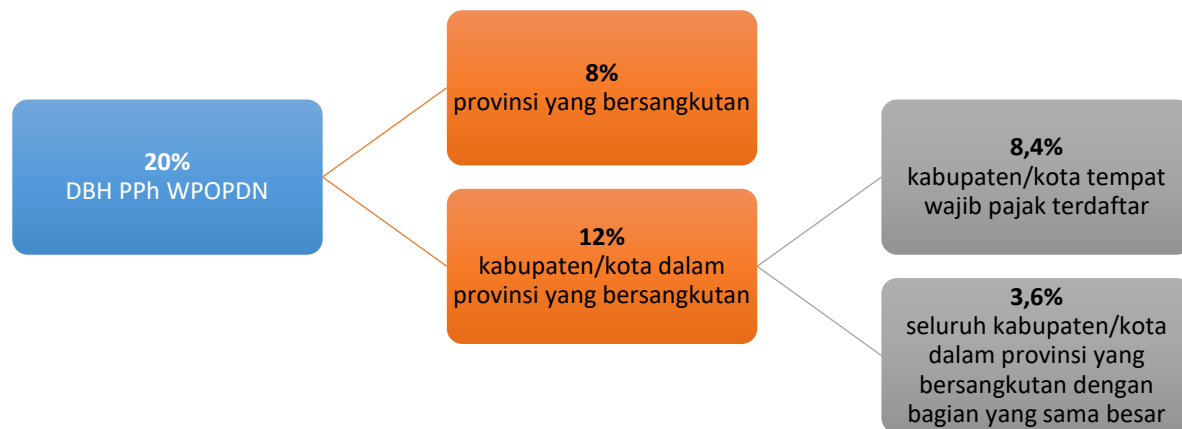 20%
DBH PPh WPOPDN
8%
provinsi yang bersangkutan
12%
kabupaten/kota dalam
provinsi yang bersangkutan
8,4%
kabupaten/kota tempat
wajib pajak terdaftar
3,6%
seluruh kabupaten/kota
dalam provinsi yang
bersangkutan dengan
bagian yang sama besar